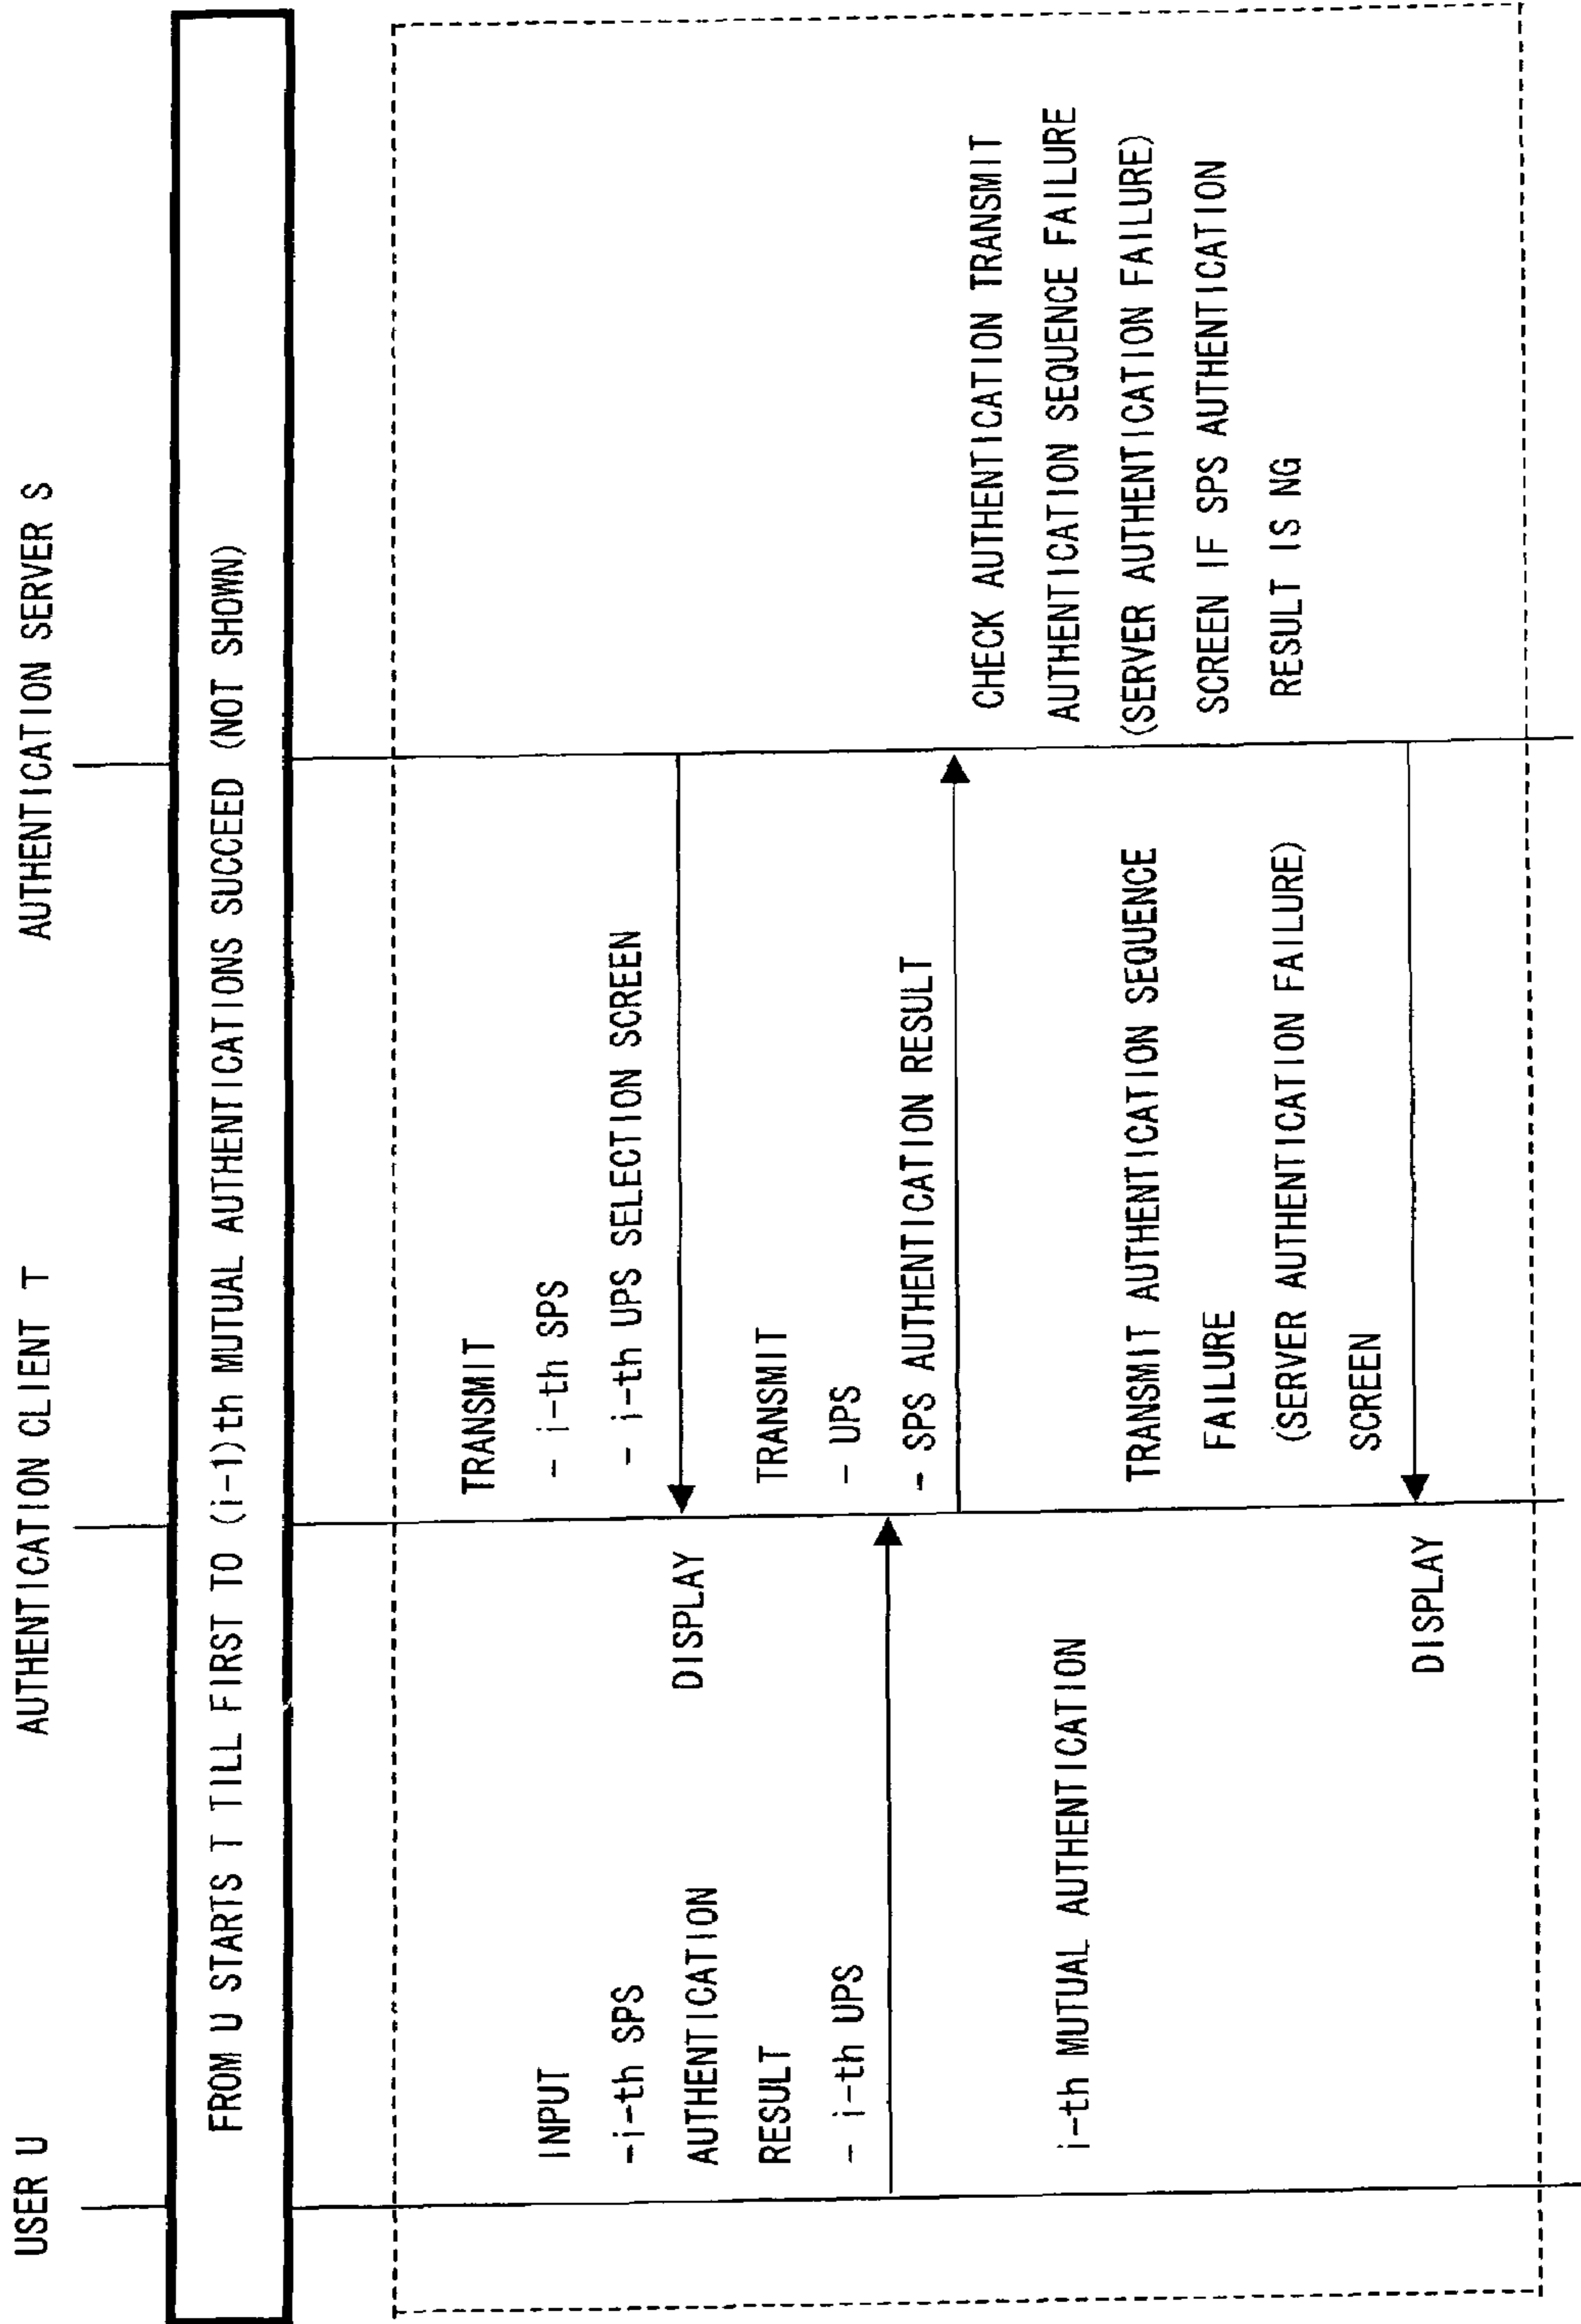 USER U
AUTHENTICATION CLIENT T
AUTHENTICATION SERVER S
FROM U STARTS T TILL FIRST TO (i-1)th MUTUAL AUTHENTICATIONS SUCCEED (NOT SHOWN)
TRANSMIT
- i-th SPS
- i-th UPS SELECTION SCREEN
DISPLAY
INPUT
-i-th SPS
AUTHENTICATION
RESULT
- i-th UPS
TRANSMIT
- UPS
- SPS AUTHENTICATION RESULT
CHECK AUTHENTICATION TRANSMIT
AUTHENTICATION SEQUENCE FAILURE
(SERVER AUTHENTICATION FAILURE)
SCREEN IF SPS AUTHENTICATION
RESULT IS NG
i-th MUTUAL AUTHENTICATION
TRANSMIT AUTHENTICATION SEQUENCE
FAILURE
(SERVER AUTHENTICATION FAILURE)
SCREEN
DISPLAY